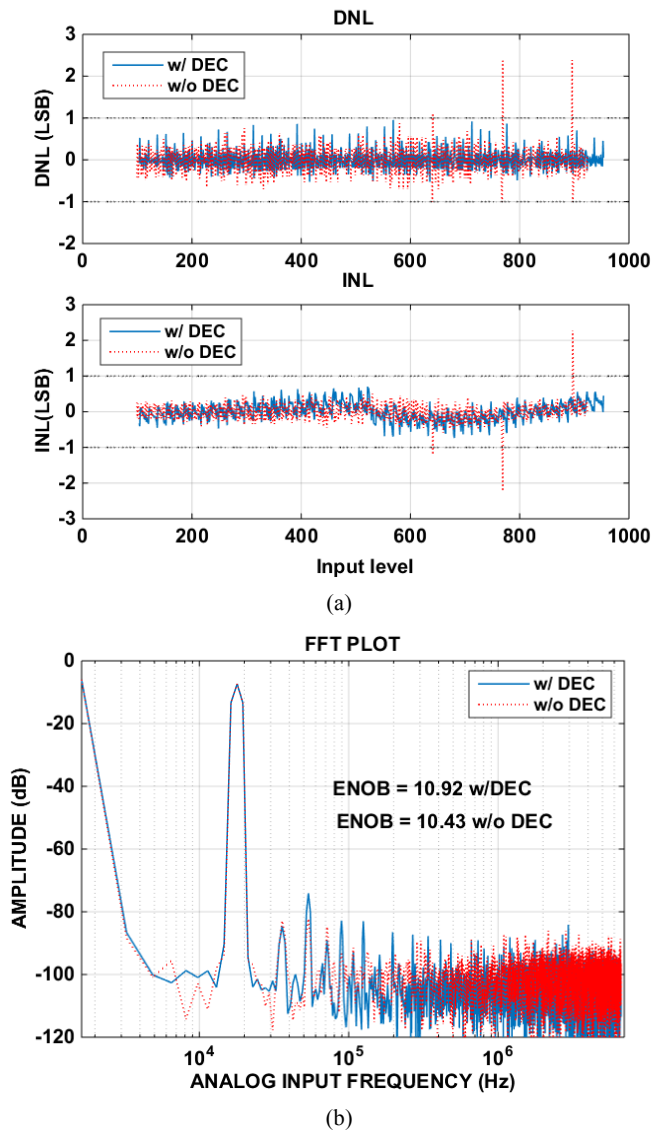 DNL
w/ DEC
w/o DEC
DNL (LSB)
3
2
1
0
-1
-2
0
200
400
600
800
1000
INL
w/ DEC
w/o DEC
INL(LSB)
3
2
1
0
-1
-2
-3
0
200
400
600
800
1000
Input level
(a)
FFT PLOT
w/ DEC
w/o DEC
ENOB = 10.92 w/DEC
ENOB = 10.43 w/o DEC
AMPLITUDE (dB)
0
-20
-40
-60
-80
-100
-120
10^4
10^5
10^6
ANALOG INPUT FREQUENCY (Hz)
(b)